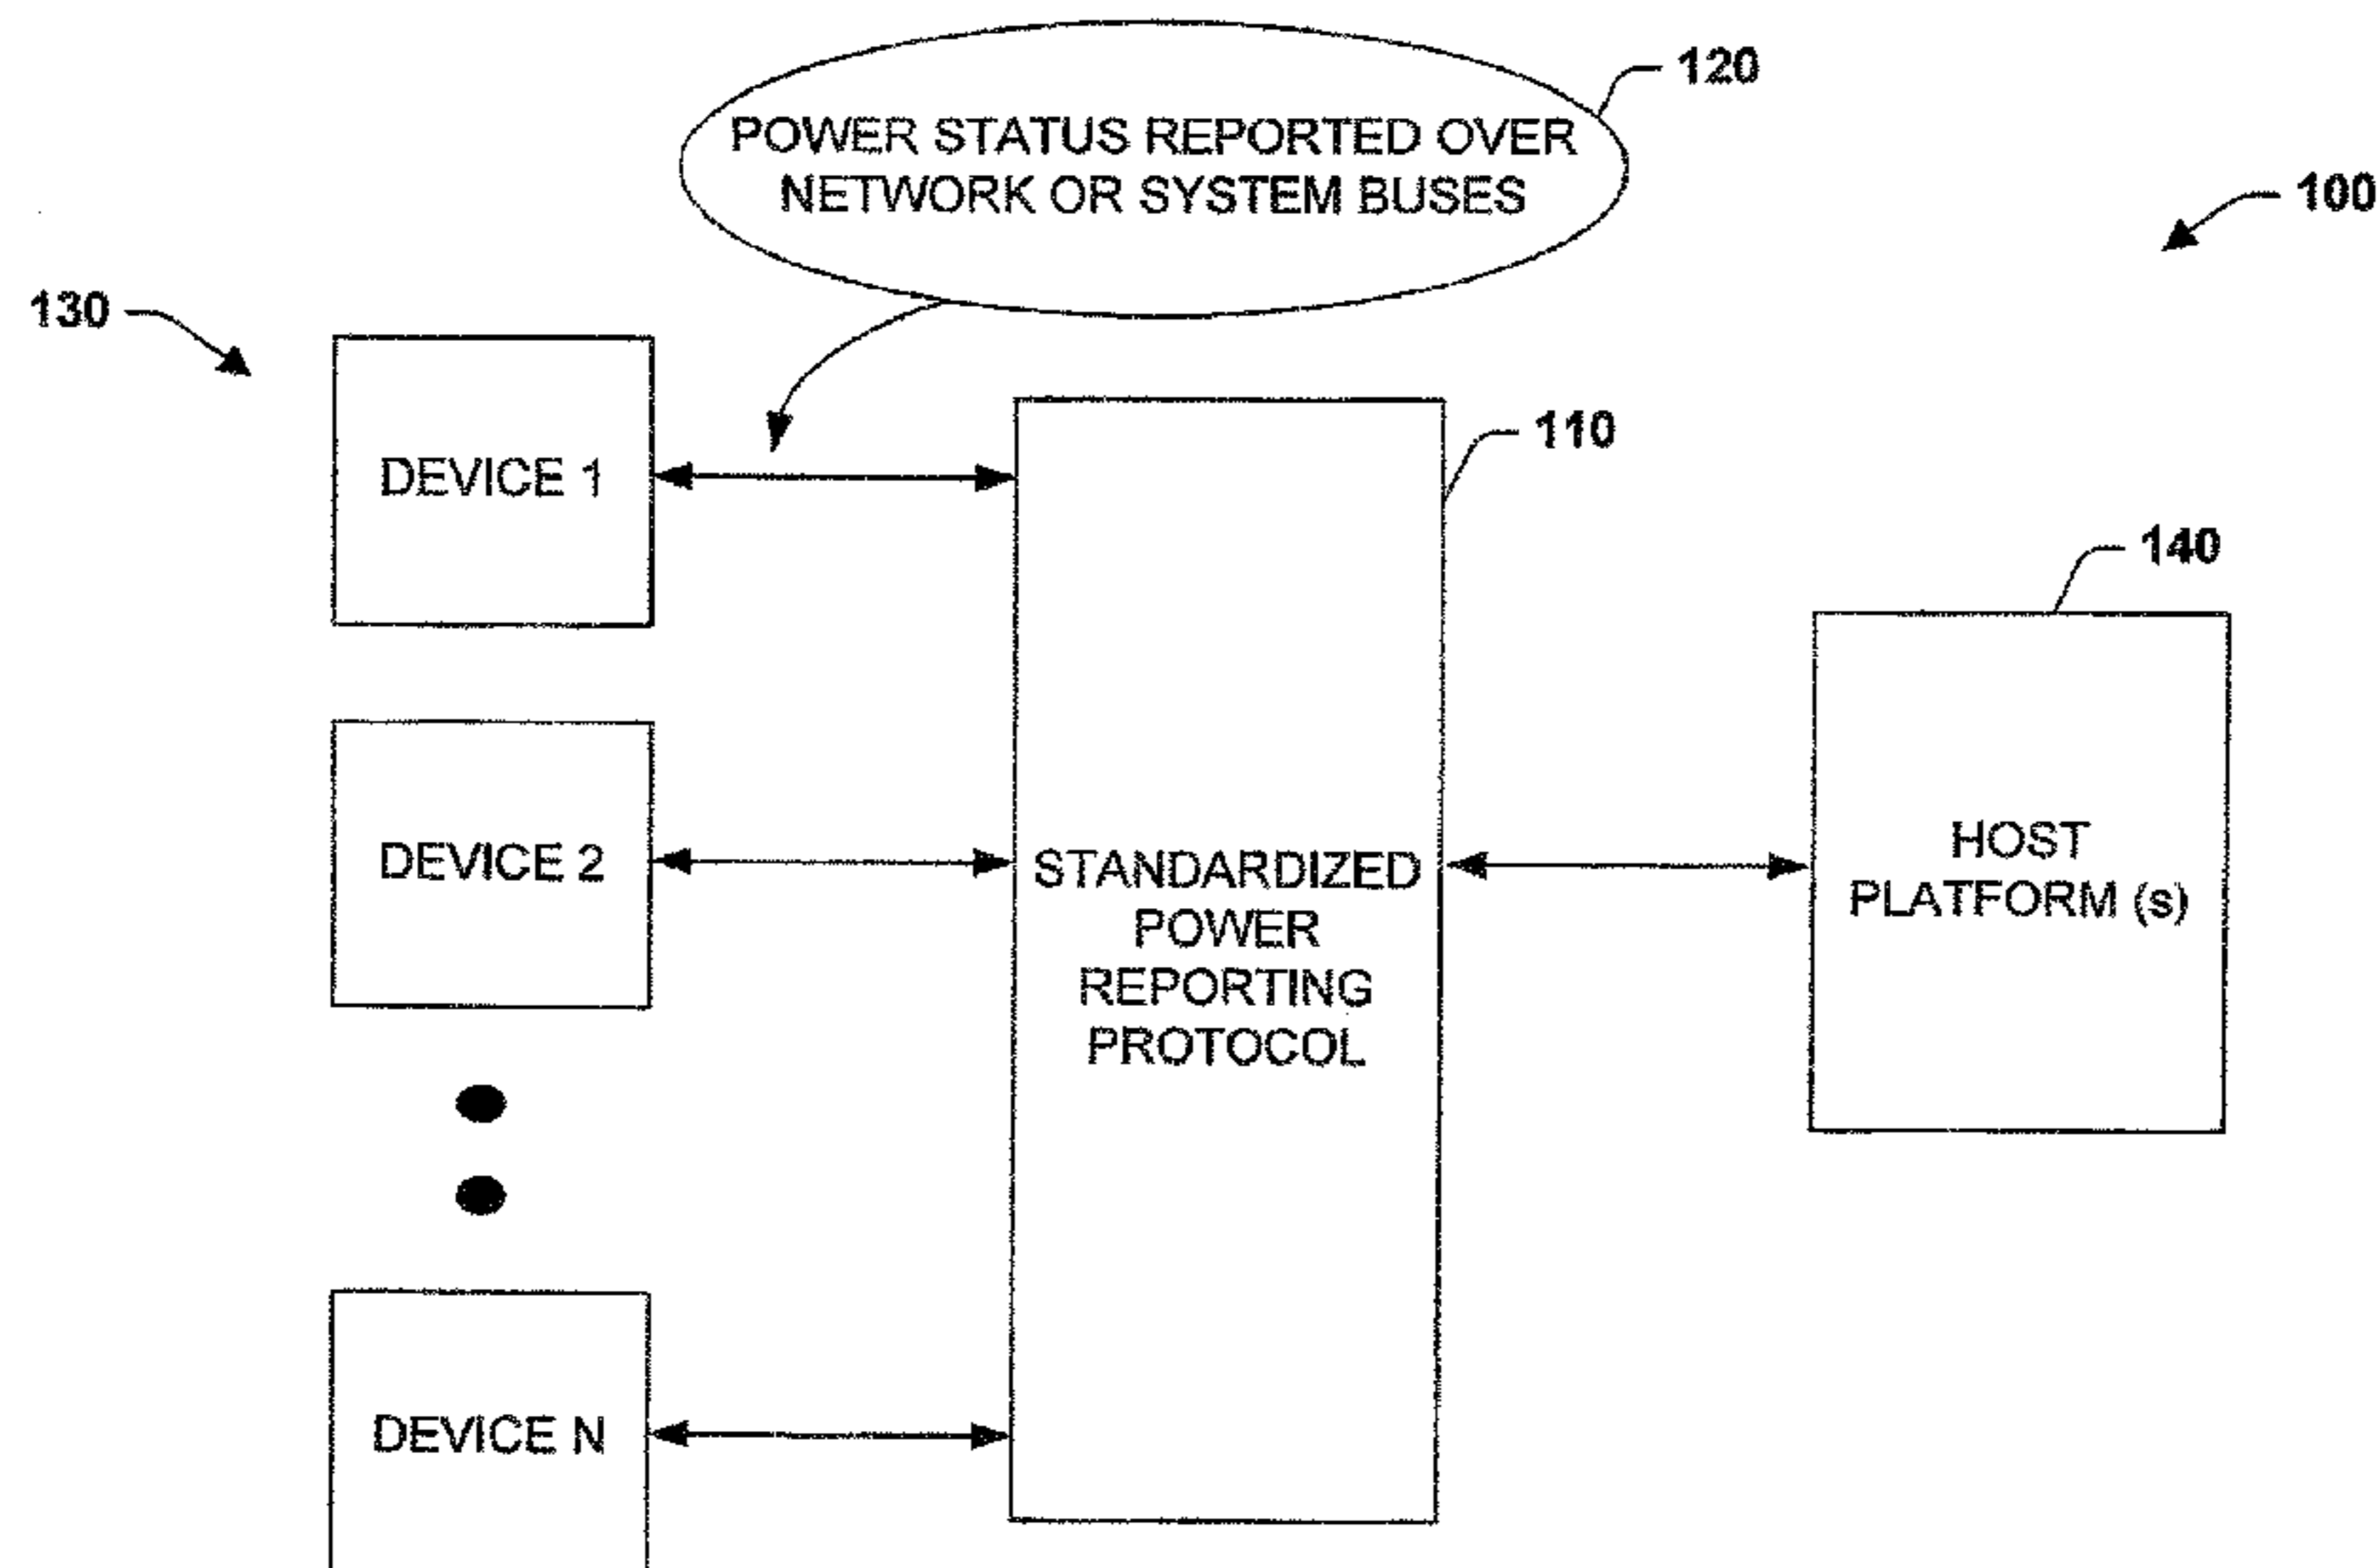 120
POWER STATUS REPORTED OVER
NETWORK OR SYSTEM BUSES
100
130
110
DEVICE 1
140
HOST
PLATFORM (s)
DEVICE 2
STANDARDIZED
POWER
REPORTING
PROTOCOL
DEVICE N